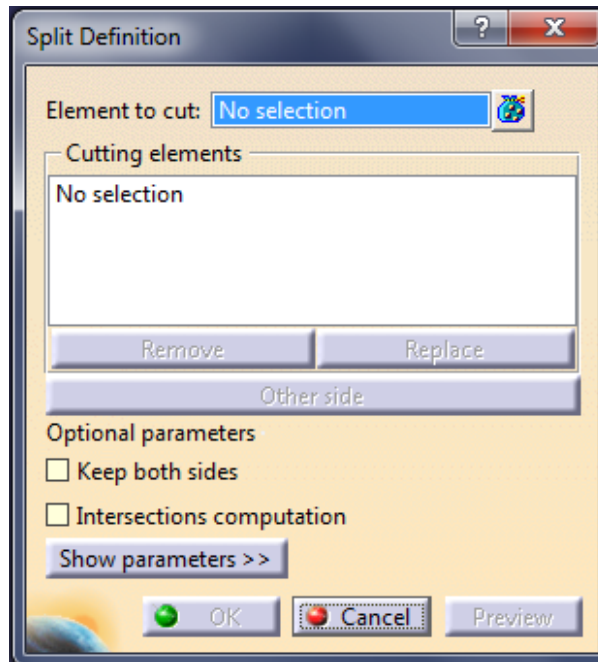 Split Definition
?
X
Element to cut: No selection
Cutting elements
No selection
Remove Replace
Other side
Optional parameters
Keep both sides
Intersections computation
Show parameters >>
OK Cancel Preview